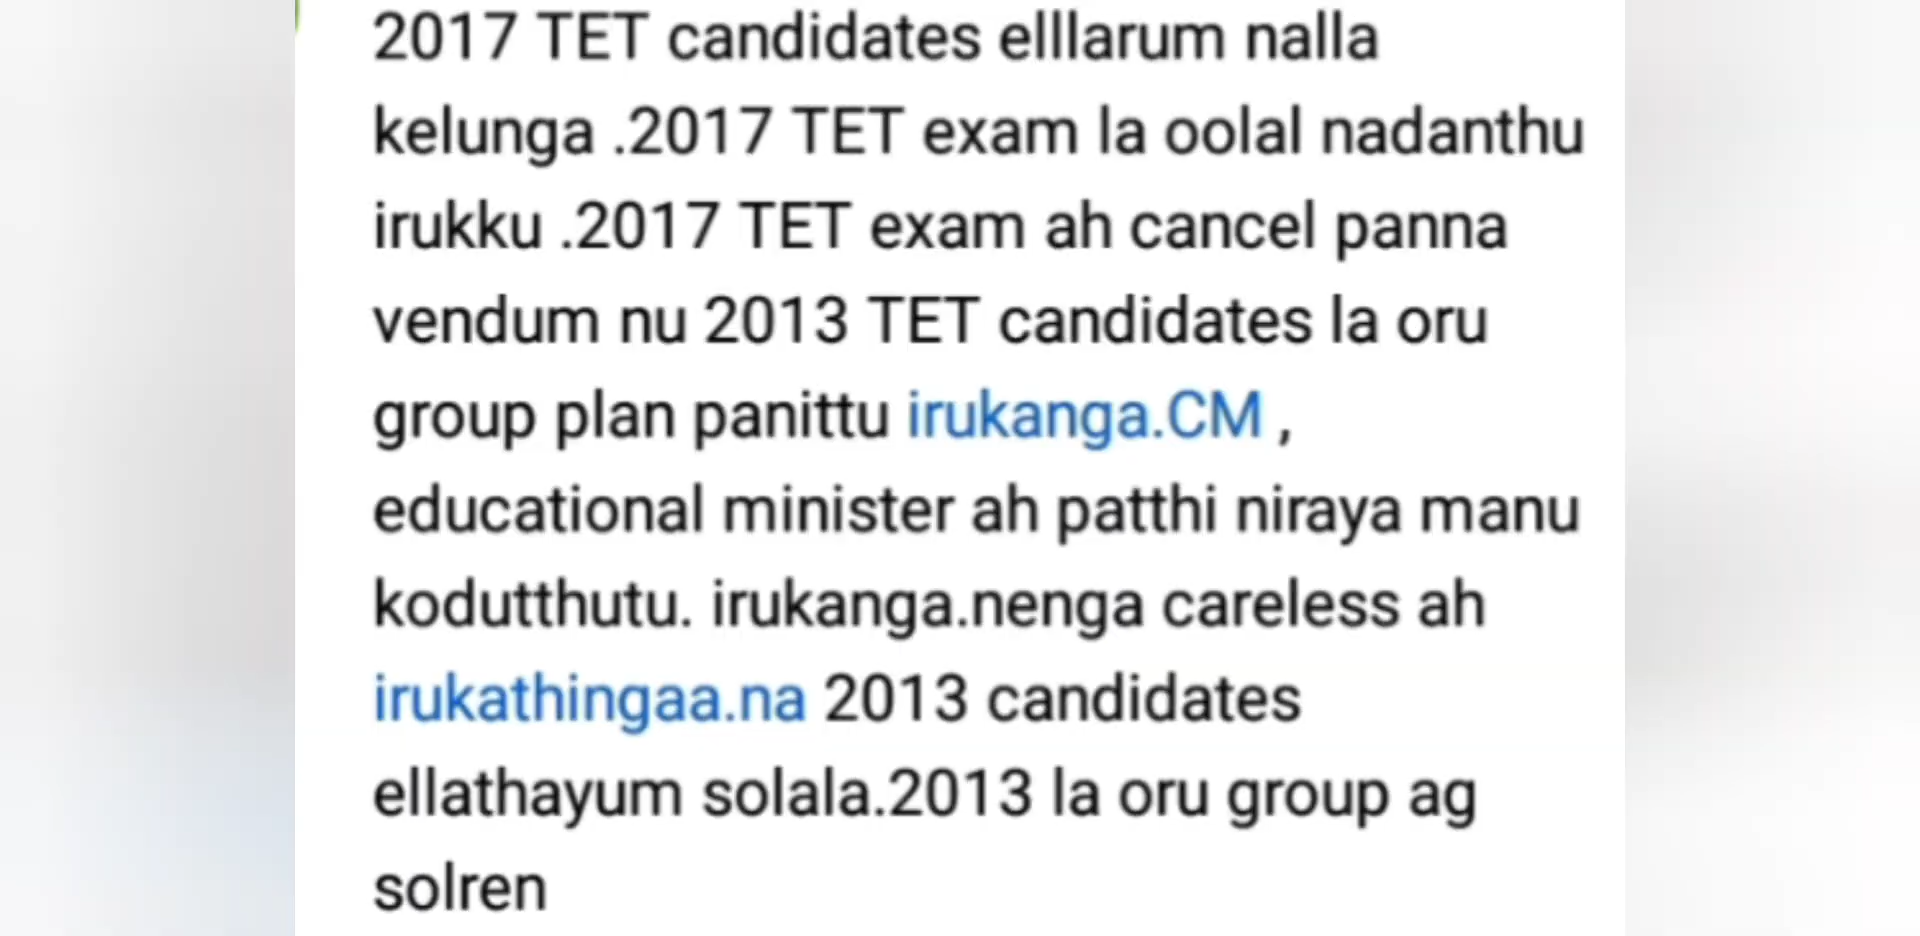 2017 TET candidates elllarum nalla
kelunga .2017 TET exam la oolal nadanthu
irukku .2017 TET exam ah cancel panna
vendum nu 2013 TET candidates la oru
group plan panittu irukanga.CM ,
educational minister ah patthi niraya manu
kodutthutu. irukanga.nenga careless ah
irukathingaa.na 2013 candidates
ellathayum solala.2013 la oru group ag
solren